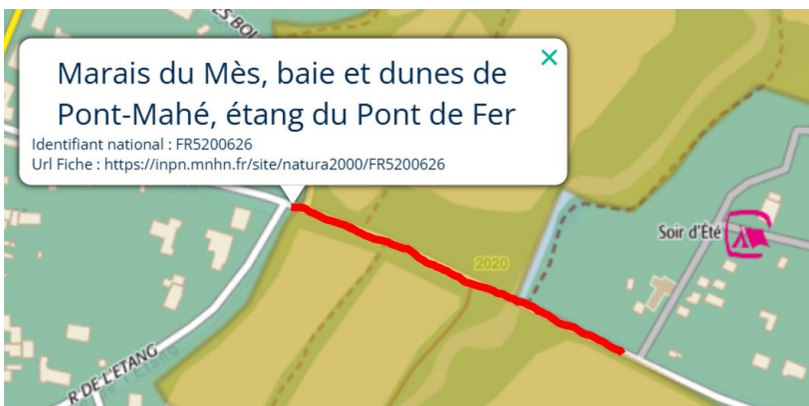 Marais du Mès, baie et dunes de
Pont-Mahé, étang du Pont de Fer
Identifiant national : FR5200626
Url Fiche : https://inpn.mnhn.fr/site/natura2000/FR5200626
Soir d'Été
2020
R DE L'ETANG